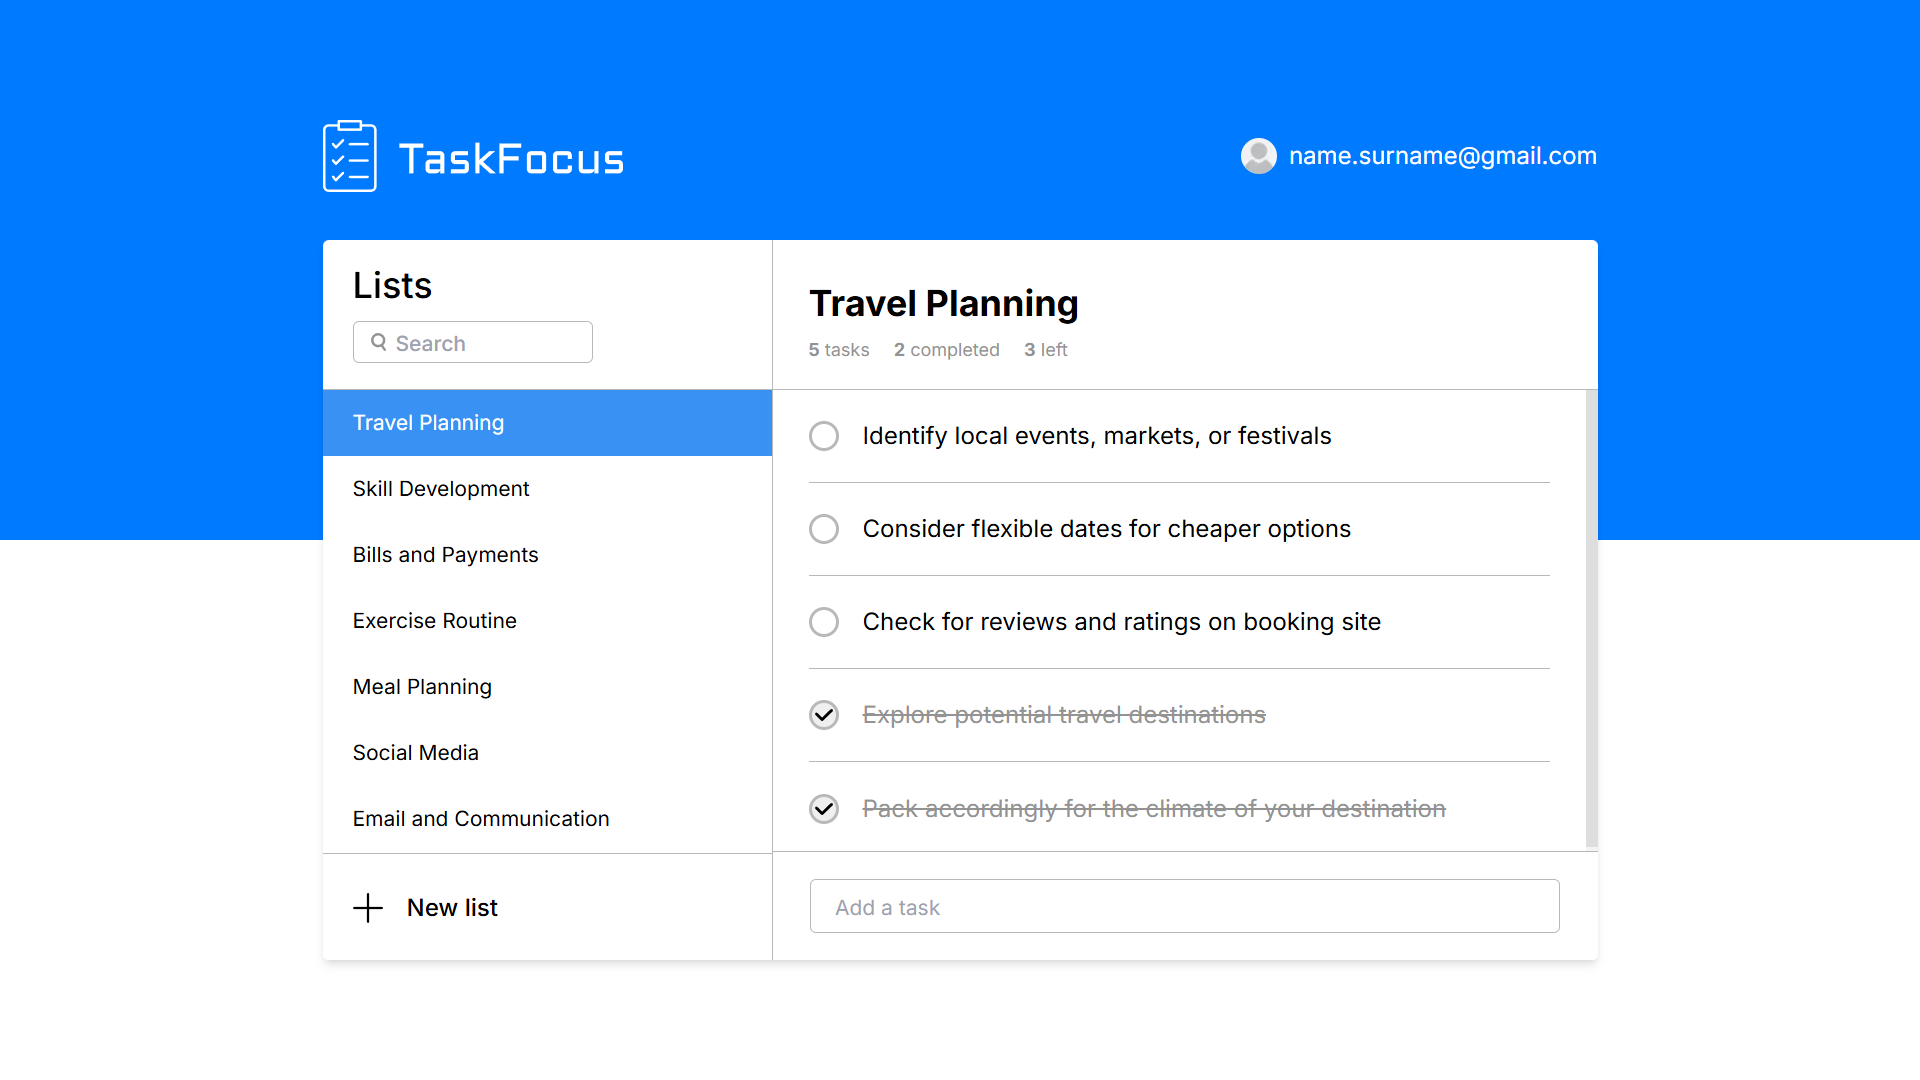 TaskFocus
name.surname@gmail.com
Lists
Search
Travel Planning
Skill Development
Bills and Payments
Exercise Routine
Meal Planning
Social Media
Email and Communication
New list
Travel Planning
5 tasks 2 completed 3 left
Identify local events, markets, or festivals
Consider flexible dates for cheaper options
Check for reviews and ratings on booking site
Explore potential travel destinations
Pack accordingly for the climate of your destination
Add a task